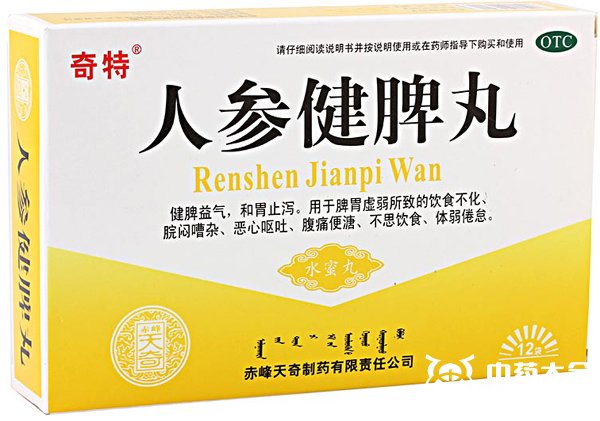 奇特®
请仔细阅读说明书并按说明使用或在药师指导下购买和使用
OTC
人参健脾丸
Renshen Jianpi Wan
健脾益气，和胃止泻。用于脾胃虚弱所致的饮食不化、
脘闷嘈杂、恶心呕吐、腹痛便溏、不思饮食、体弱倦怠。
水蜜丸
赤峰天奇制药有限责任公司
12袋
人参健脾丸
赤峰
天奇